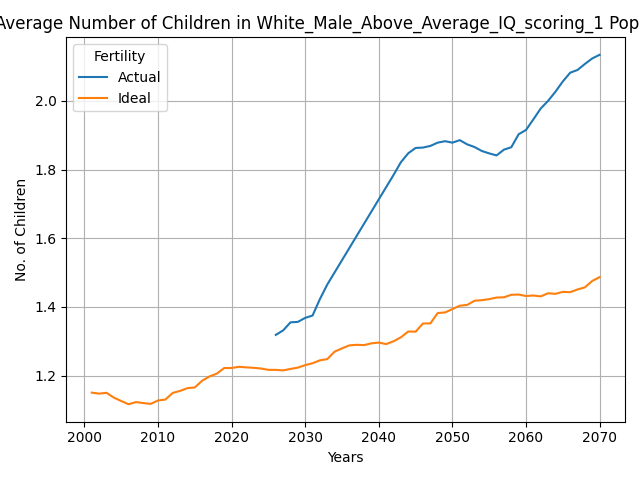 Average Number of Children in White_Male_Above_Average_IQ_scoring_1 Pop
Fertility
Actual
Ideal
2.0
1.8
1.6
1.4
1.2
No. of Children
2000 2010 2020 2030 2040 2050 2060 2070
Years